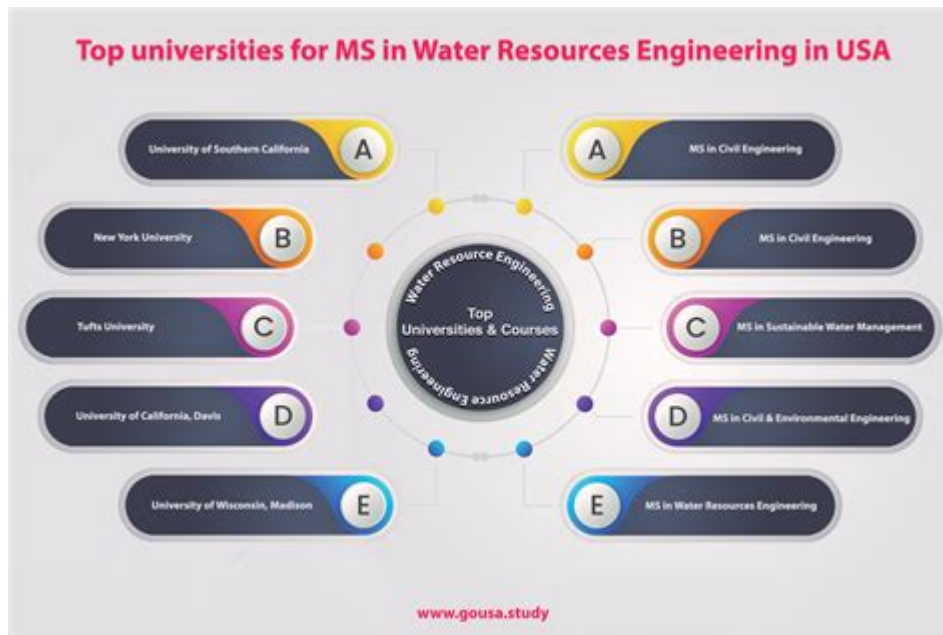 Top universities for MS in Water Resources Engineering in USA
University of Southern California
A
A
MS in Civil Engineering
New York University
B
B
MS in Civil Engineering
Tufts University
C
C
MS in Sustainable Water Management
University of California, Davis
D
D
MS in Civil & Environmental Engineering
University of Wisconsin, Madison
E
E
MS in Water Resources Engineering
Water Resource Engineering
Top
Universities & Courses
Water Resource Engineering
www.gousa.study